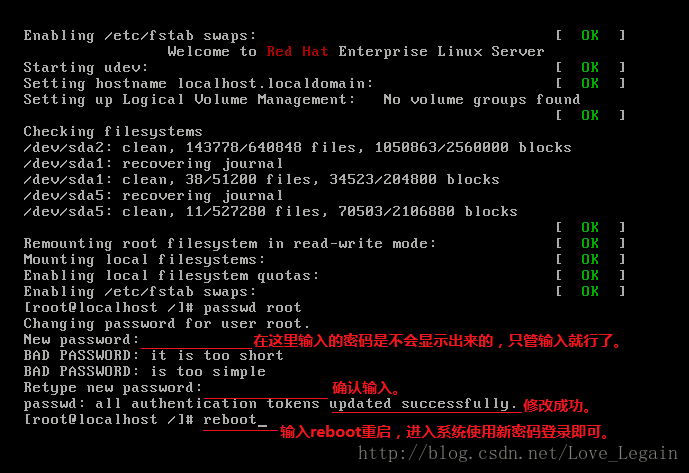 Enabling /etc/fstab swaps: [ OK ]
Welcome to Red Hat Enterprise Linux Server
Starting udev: [ OK ]
Setting hostname localhost.localdomain: [ OK ]
Setting up Logical Volume Management: No volume groups found
[ OK ]
Checking filesystems
/dev/sda2: clean, 143778/640848 files, 1050863/2560000 blocks
/dev/sda1: recovering journal
/dev/sda1: clean, 38/51200 files, 34523/204800 blocks
/dev/sda5: recovering journal
/dev/sda5: clean, 11/527280 files, 70503/2106880 blocks
[ OK ]
Remounting root filesystem in read-write mode: [ OK ]
Mounting local filesystems: [ OK ]
Enabling local filesystem quotas: [ OK ]
Enabling /etc/fstab swaps: [ OK ]
[root@localhost /]# passwd root
Changing password for user root.
New password: 在这里输入的密码是不会显示出来的，只管输入就行了。
BAD PASSWORD: it is too short
BAD PASSWORD: is too simple
Retype new password: 确认输入。
passwd: all authentication tokens updated successfully. 修改成功。
[root@localhost /]# reboot_ 输入reboot重启，进入系统使用新密码登录即可。
http://blog.csdn.net/Love_Legain